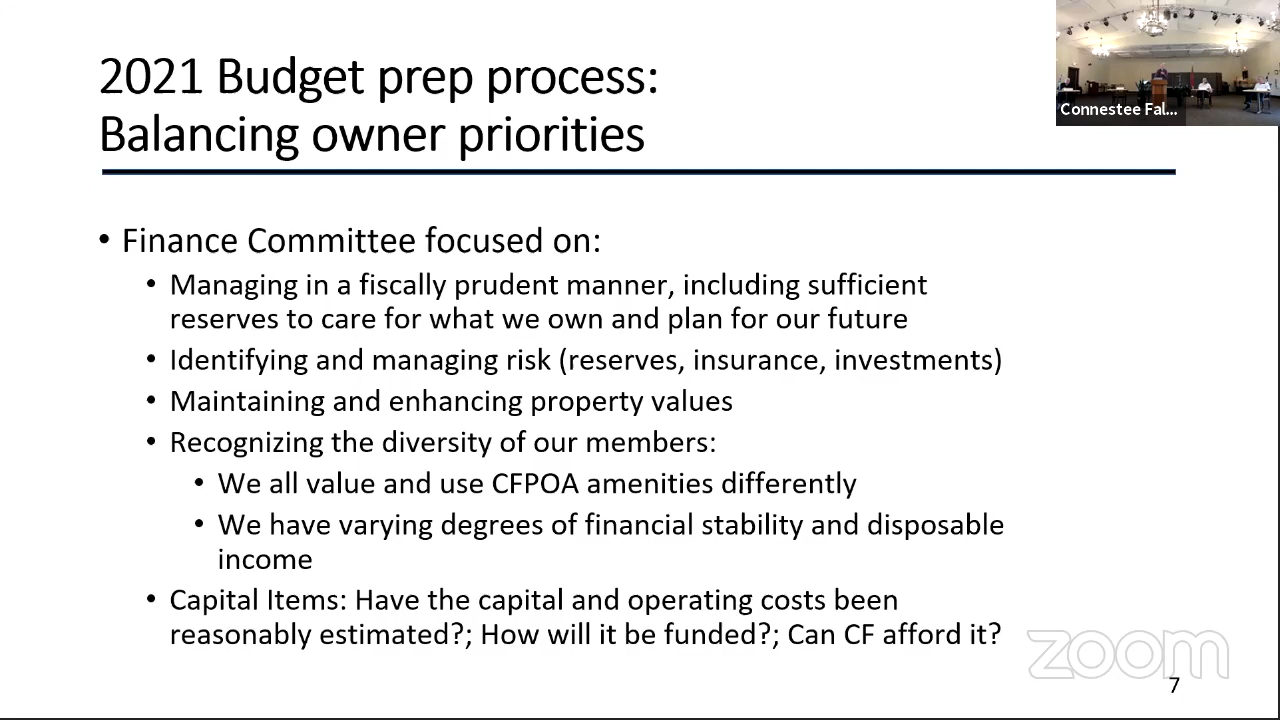 2021 Budget prep process:
Balancing owner priorities
Connestee Fal...
• Finance Committee focused on:
• Managing in a fiscally prudent manner, including sufficient
reserves to care for what we own and plan for our future
• Identifying and managing risk (reserves, insurance, investments)
• Maintaining and enhancing property values
• Recognizing the diversity of our members:
• We all value and use CFPOA amenities differently
• We have varying degrees of financial stability and disposable
income
• Capital Items: Have the capital and operating costs been
reasonably estimated?; How will it be funded?; Can CF afford it?
zoom
7